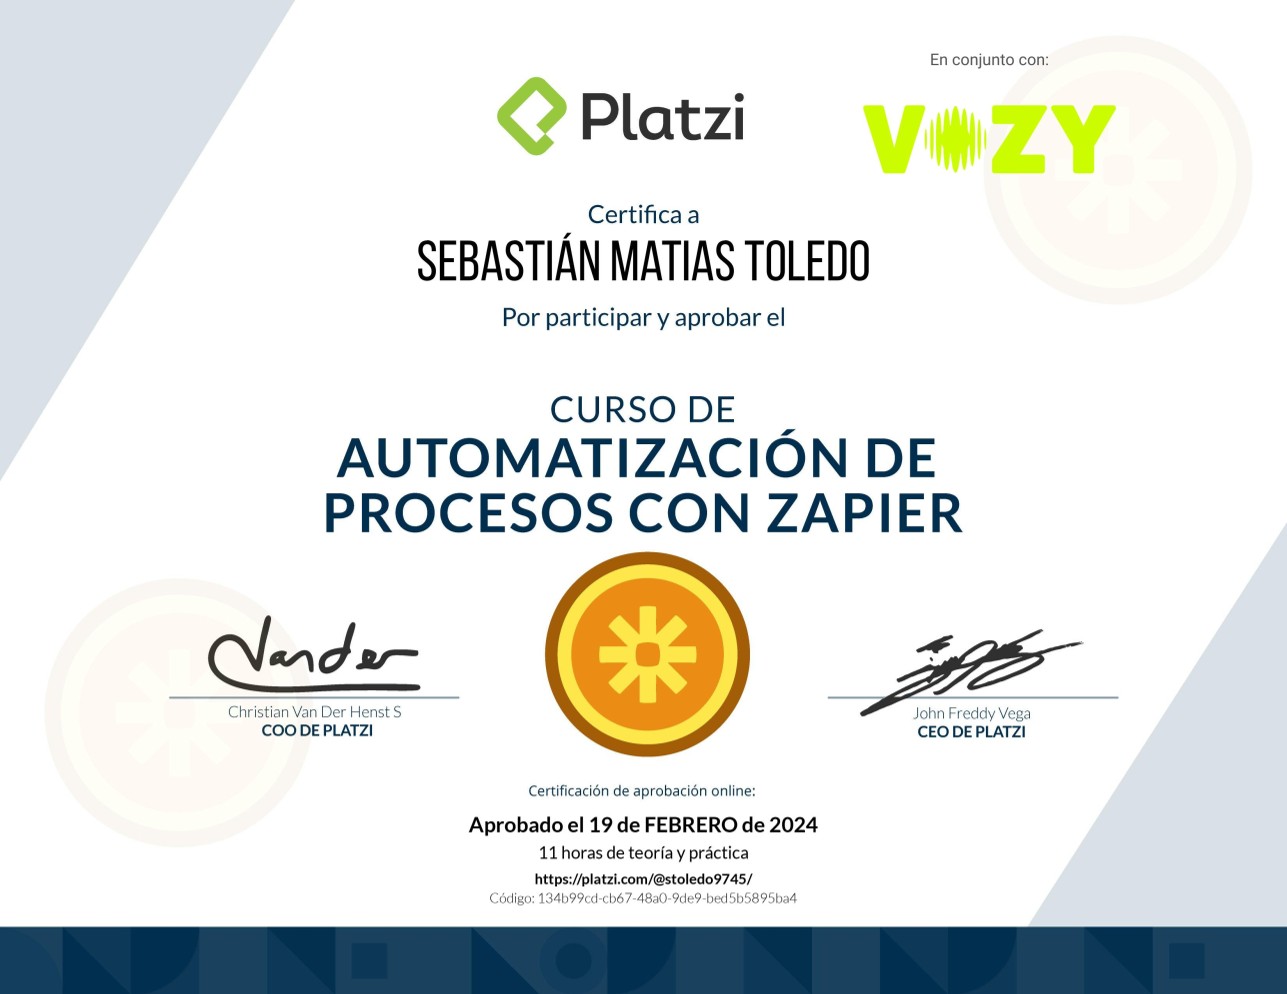 En conjunto con:
Platzi
VOZY
Certifica a
SEBASTIÁN MATIAS TOLEDO
Por participar y aprobar el
CURSO DE
AUTOMATIZACIÓN DE
PROCESOS CON ZAPIER
Vander
Christian Van Der Henst S
COO DE PLATZI
John Freddy Vega
CEO DE PLATZI
Certificación de aprobación online:
Aprobado el 19 de FEBRERO de 2024
11 horas de teoría y práctica
https://platzi.com/@stoledo9745/
Código: 134b99cd-cb67-48a0-9de9-bed5b5895ba4